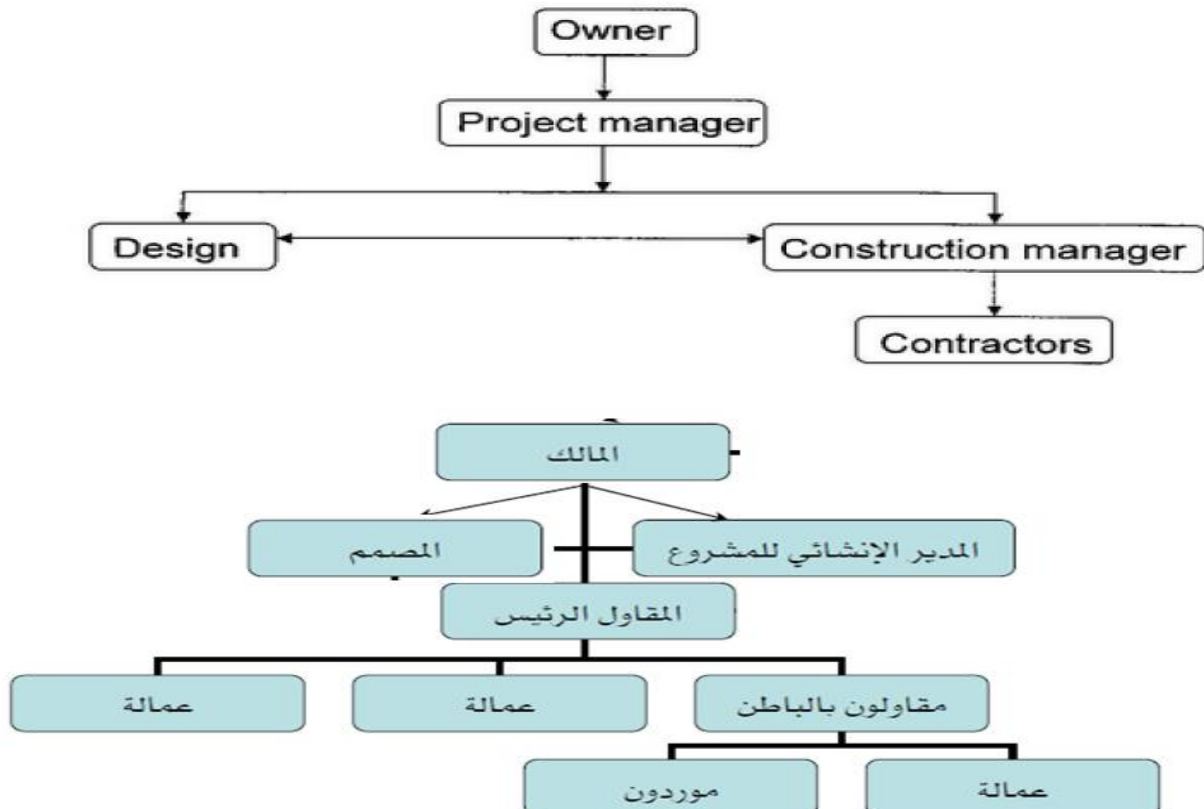 Owner
Project manager
Design
Construction manager
Contractors
المالك
المصمم
المدير الإنشائي للمشروع
المقاول الرئيس
عمالة
عمالة
مقاولون بالباطن
موردون
عمالة